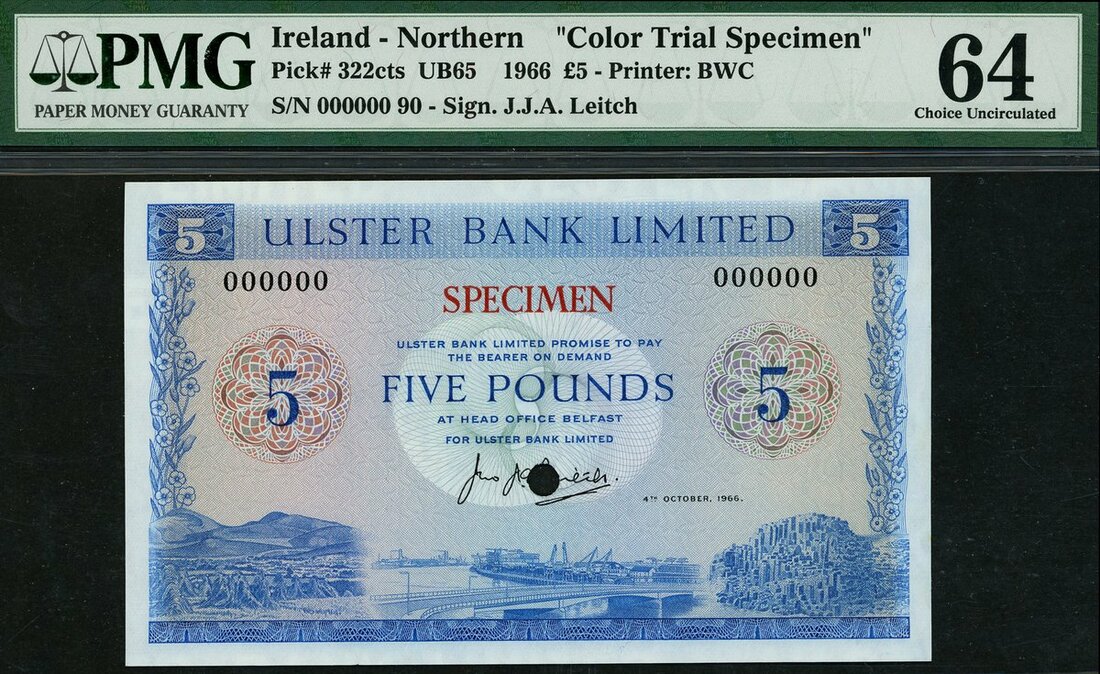 PMG
PAPER MONEY GUARANTY
Ireland - Northern "Color Trial Specimen"
Pick# 322cts UB65 1966 £5 - Printer: BWC
S/N 000000 90 - Sign. J.J.A. Leitch
64
Choice Uncirculated
5 ULSTER BANK LIMITED 5
000000 000000
SPECIMEN
ULSTER BANK LIMITED PROMISE TO PAY
THE BEARER ON DEMAND
5 FIVE POUNDS 5
AT HEAD OFFICE BELFAST
FOR ULSTER BANK LIMITED
4TH OCTOBER, 1966.